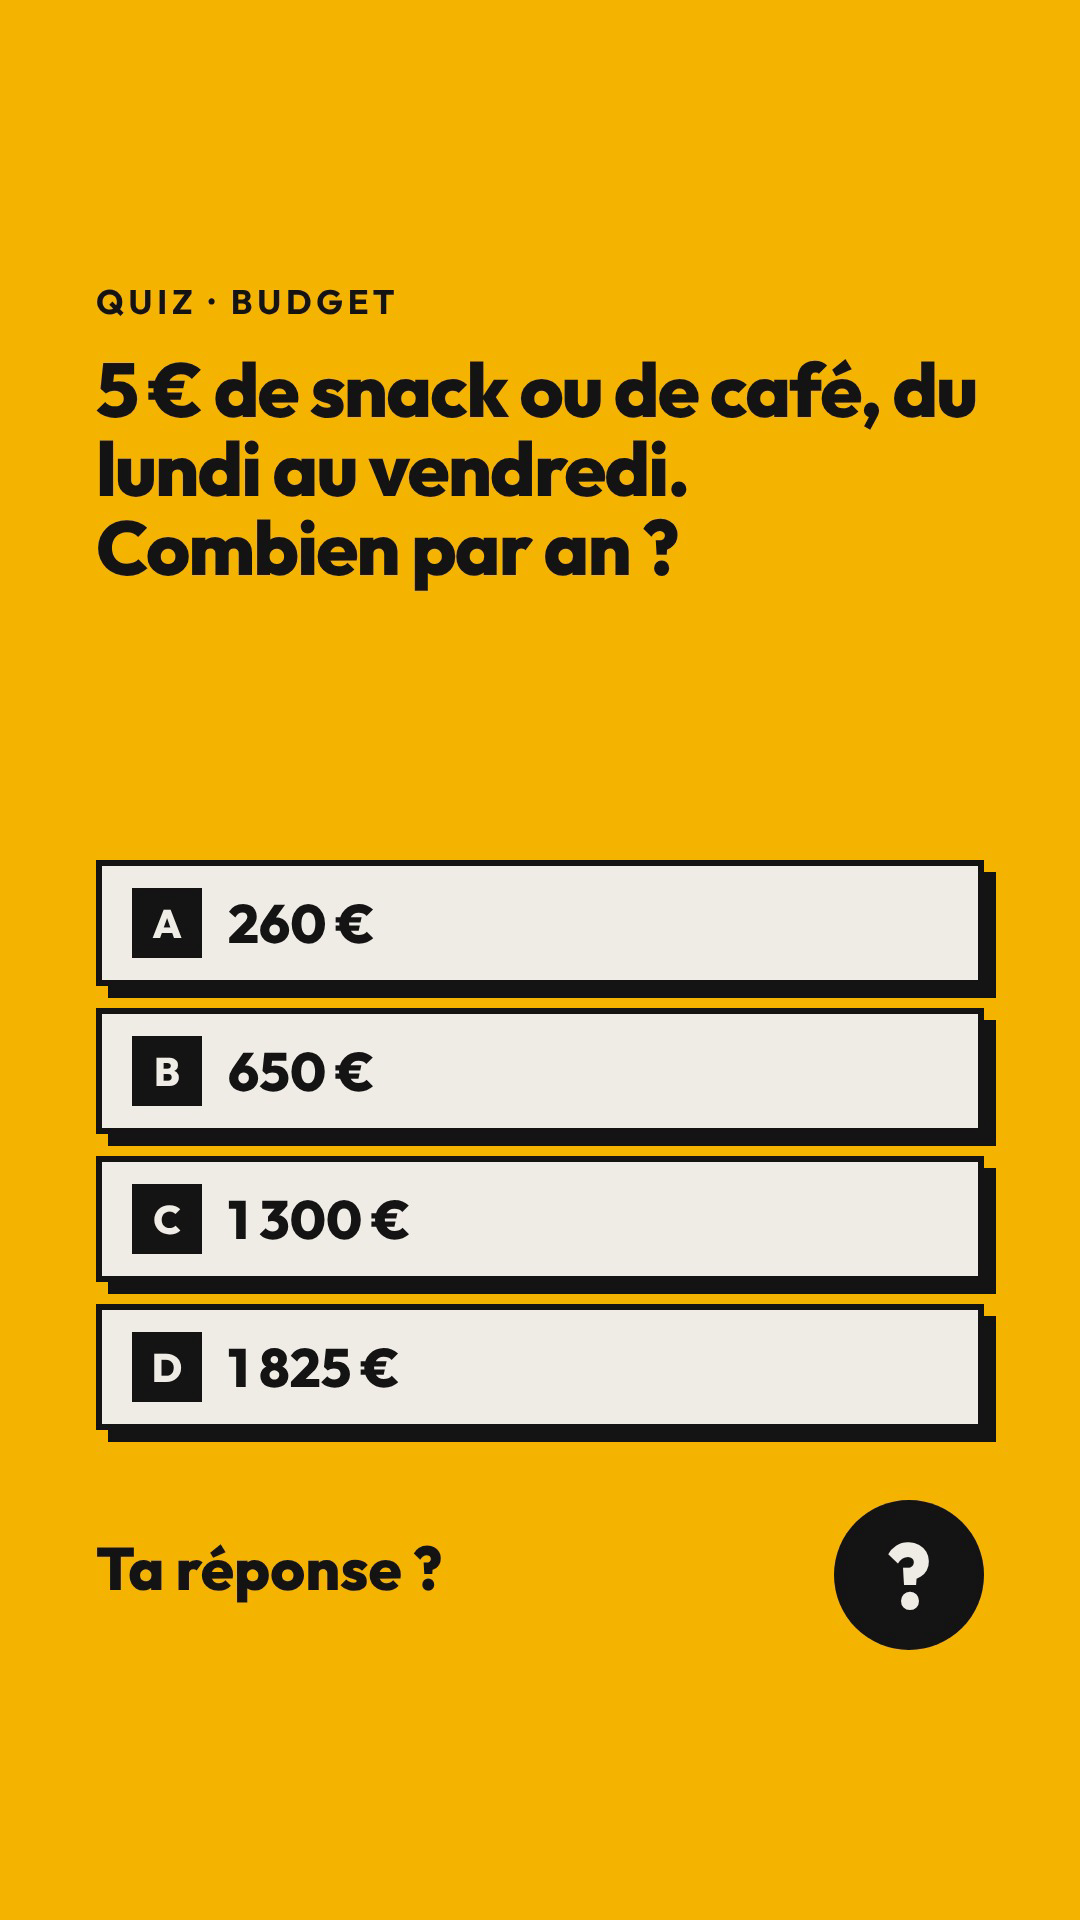 QUIZ · BUDGET
5 € de snack ou de café, du
lundi au vendredi.
Combien par an ?
A 260 €
B 650 €
C 1 300 €
D 1 825 €
Ta réponse ?
?